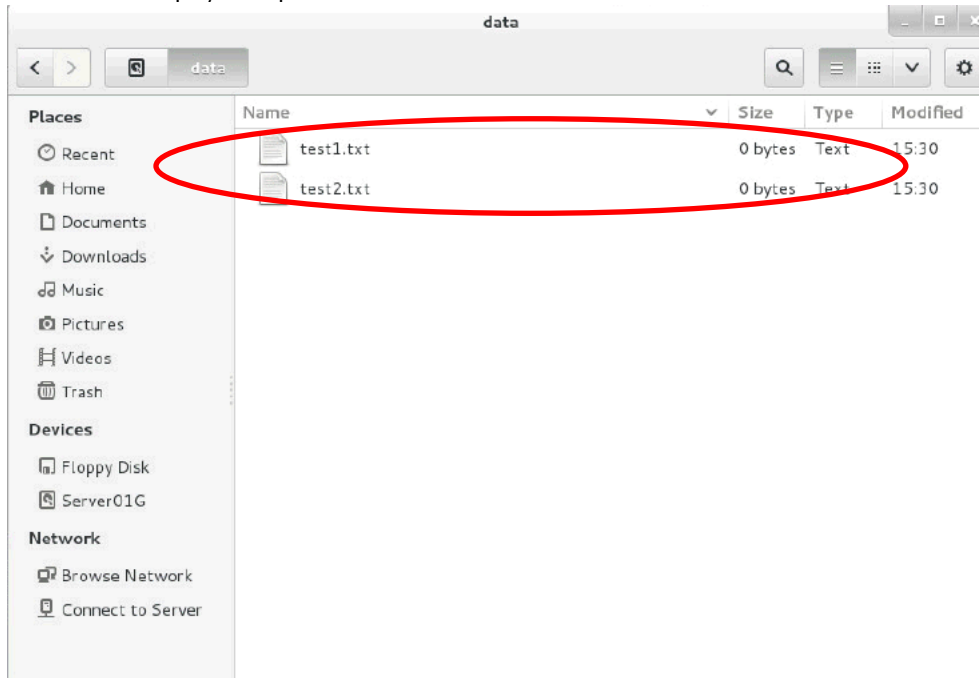 data
data
Places
Name Size Type Modified
Recent
test1.txt 0 bytes Text 15:30
Home
test2.txt 0 bytes Text 15:30
Documents
Downloads
Music
Pictures
Videos
Trash
Devices
Floppy Disk
Server01G
Network
Browse Network
Connect to Server